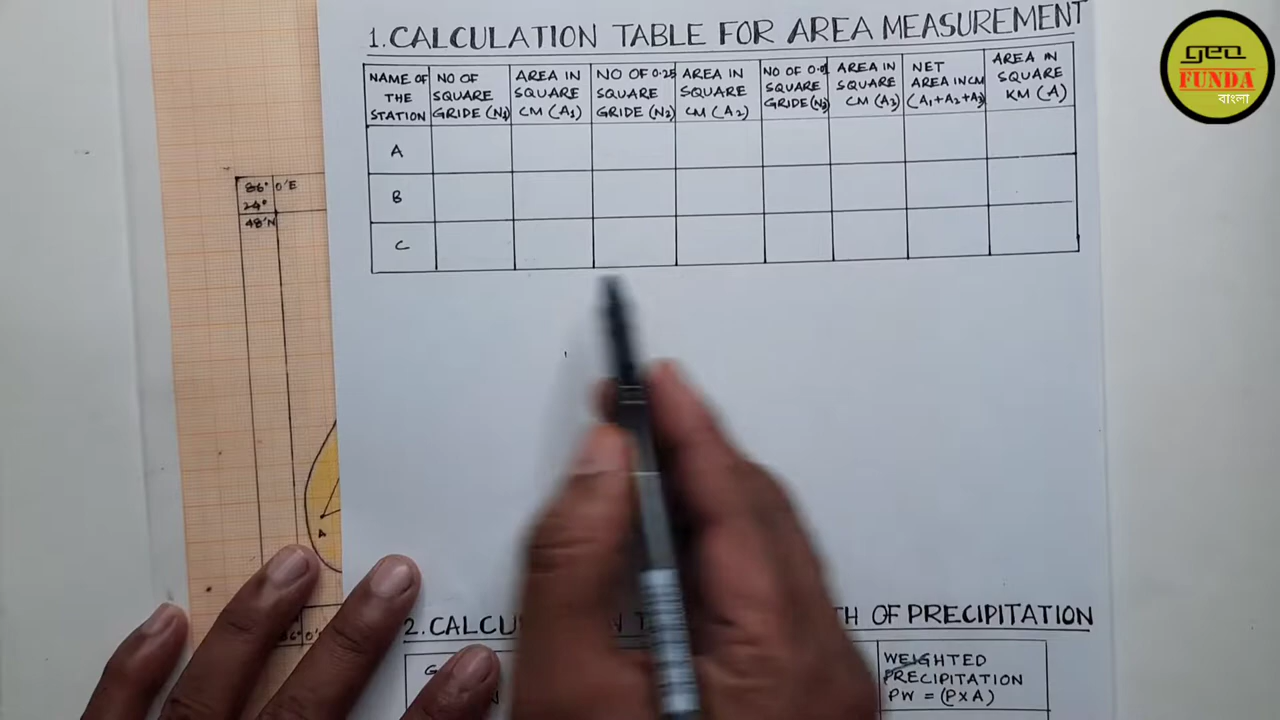 1. CALCULATION TABLE FOR AREA MEASUREMENT
NAME OF
THE
STATION
NO OF
SQUARE
GRIDE (N1)
AREA IN
SQUARE
CM (A1)
NO OF 0.25
SQUARE
GRIDE (N2)
AREA IN
SQUARE
CM (A2)
NO OF 0.01
SQUARE
GRIDE (N3)
AREA IN
SQUARE
CM (A3)
NET
AREA IN CM
(A1+A2+A3)
AREA IN
SQUARE
KM (A)
A
B
C
geo
FUNDA
বাংলা
86° 0'E
24°
48'N
A
2. CALCU
TH OF PRECIPITATION
WEIGHTED
PRECIPITATION
PW = (P×A)